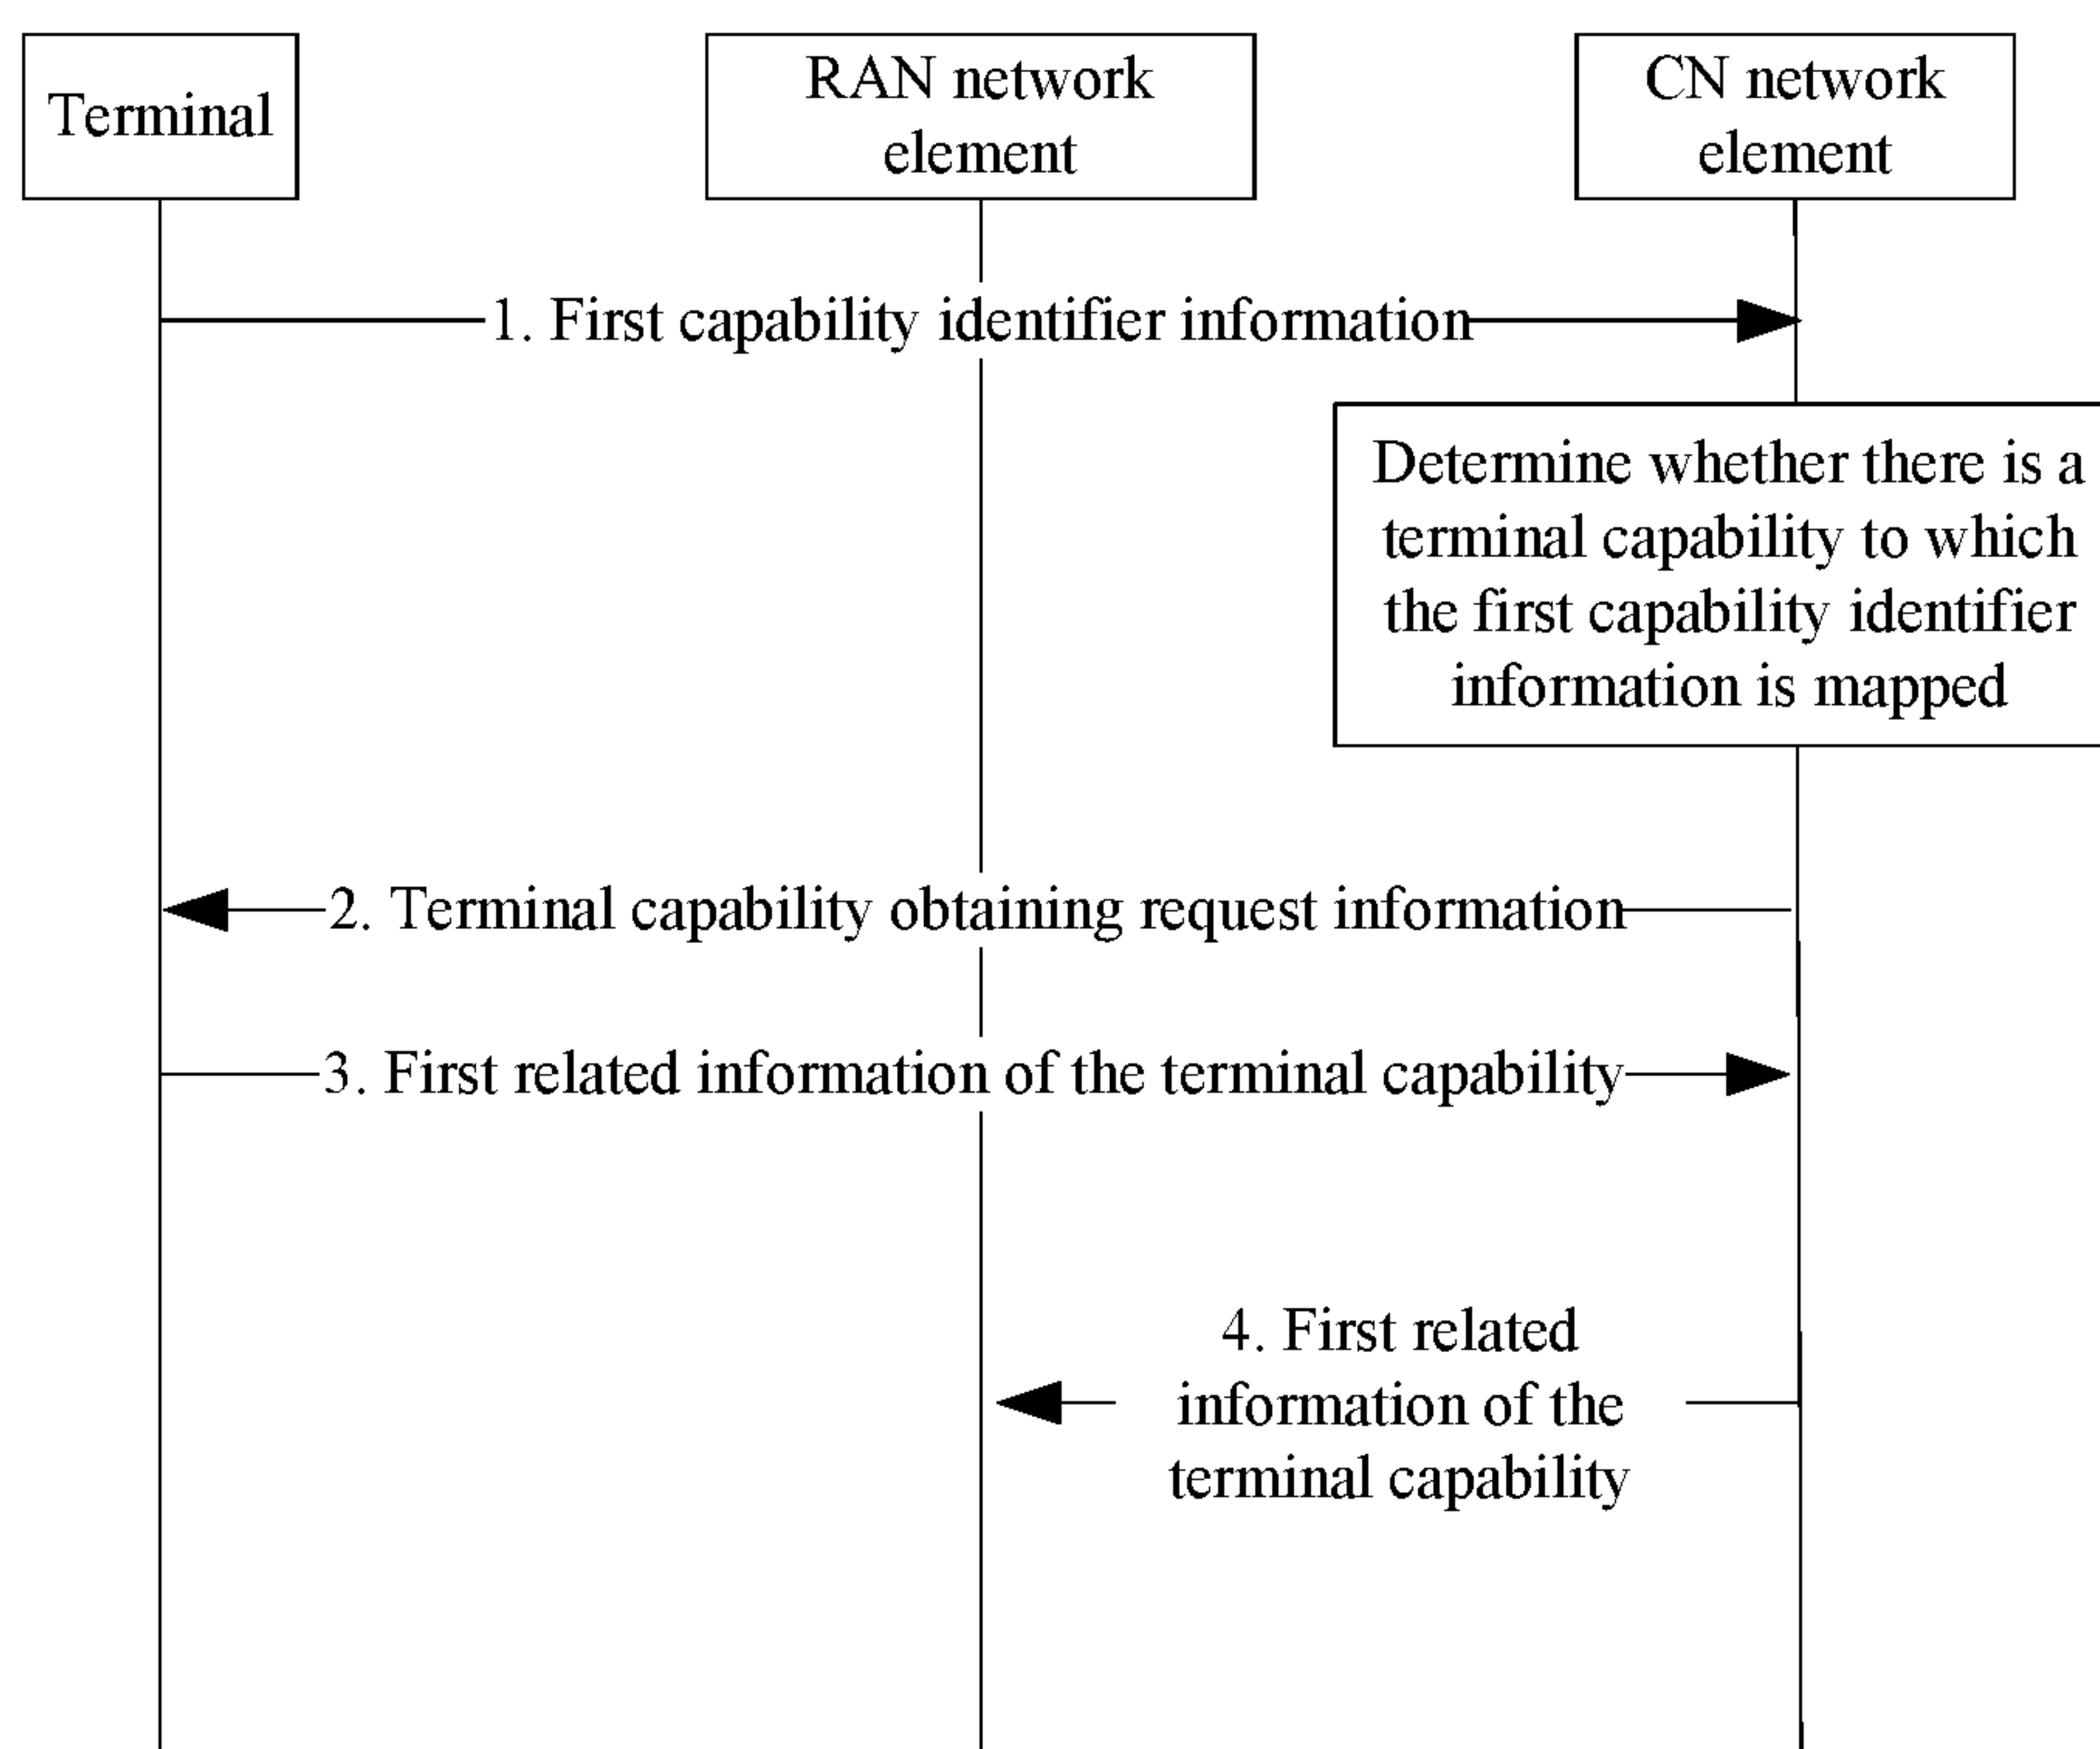 Terminal
RAN network
element
CN network
element
1. First capability identifier information
Determine whether there is a
terminal capability to which
the first capability identifier
information is mapped
2. Terminal capability obtaining request information
3. First related information of the terminal capability
4. First related
information of the
terminal capability